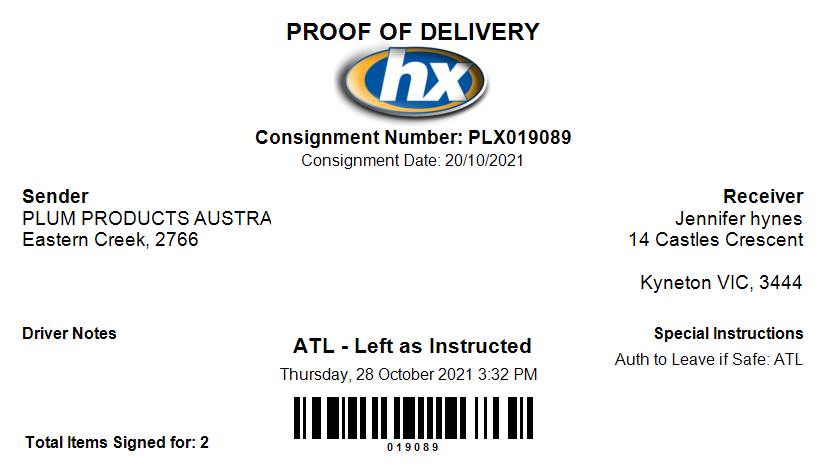 PROOF OF DELIVERY
hx
Consignment Number: PLX019089
Consignment Date: 20/10/2021
Sender
PLUM PRODUCTS AUSTRA
Eastern Creek, 2766
Receiver
Jennifer hynes
14 Castles Crescent
Kyneton VIC, 3444
Driver Notes
ATL - Left as Instructed
Thursday, 28 October 2021 3:32 PM
Special Instructions
Auth to Leave if Safe: ATL
019089
Total Items Signed for: 2